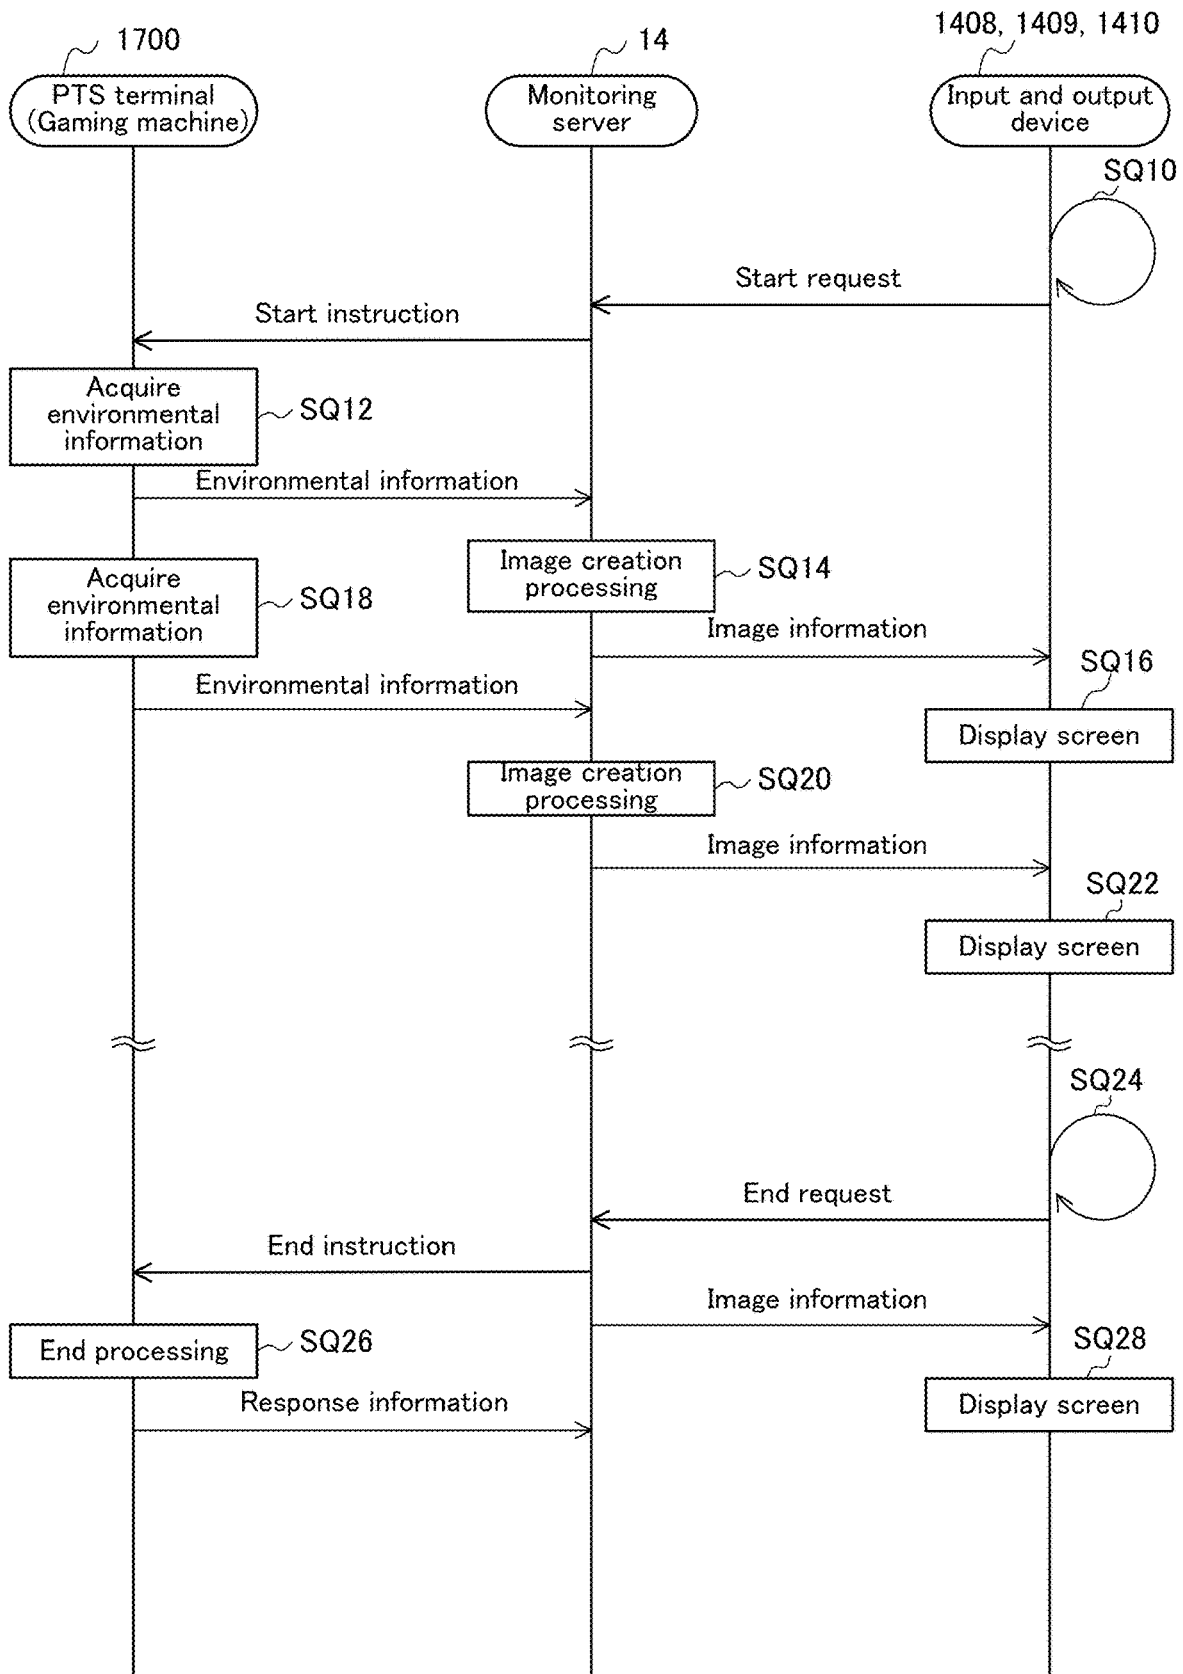 1700
14
1408, 1409, 1410
PTS terminal
(Gaming machine)
Monitoring
server
Input and output
device
SQ10
Start request
Start instruction
Acquire
environmental
information
SQ12
Environmental information
Image creation
processing
SQ14
Acquire
environmental
information
SQ18
Image information
SQ16
Environmental information
Display screen
Image creation
processing
SQ20
Image information
SQ22
Display screen
SQ24
End request
End instruction
Image information
End processing
SQ26
SQ28
Response information
Display screen